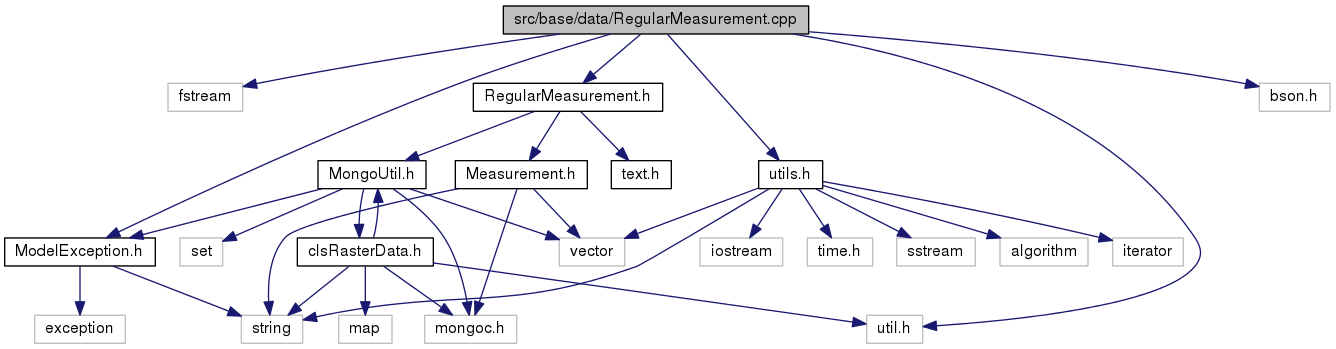 src/base/data/RegularMeasurement.cpp
fstream
RegularMeasurement.h
bson.h
MongoUtil.h
Measurement.h
text.h
utils.h
ModelException.h
set
clsRasterData.h
vector
iostream
time.h
sstream
algorithm
iterator
exception
string
map
mongoc.h
util.h